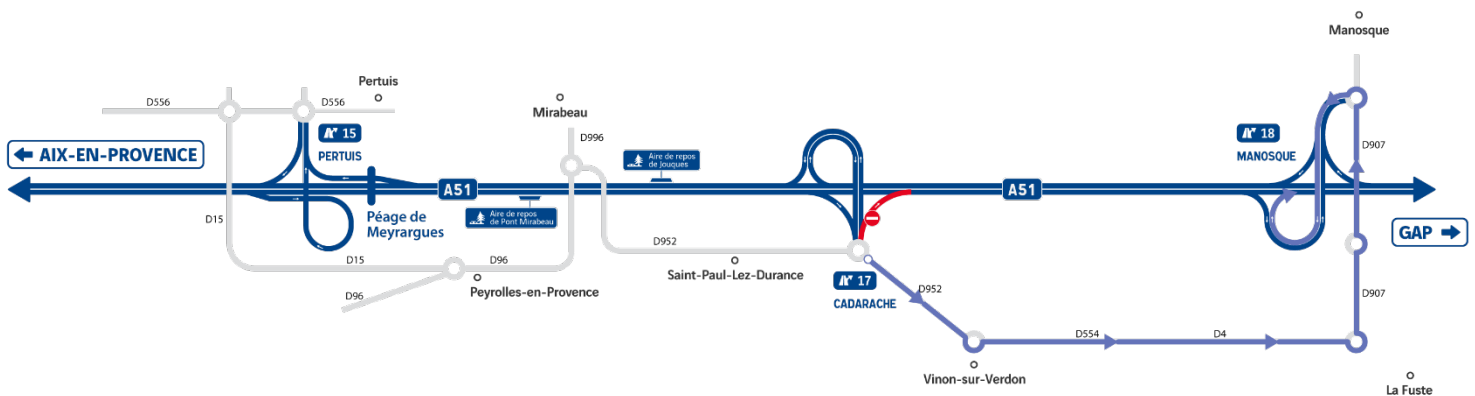 Manosque
Pertuis
D556
D556
Mirabeau
15
PERTUIS
D996
18
MANOSQUE
D907
← AIX-EN-PROVENCE
Aire de repos
de Jouques
A51
A51
Péage de
Meyrargues
Aire de repos
de Pont Mirabeau
D15
GAP →
D952
D15
D96
Saint-Paul-Lez-Durance
Peyrolles-en-Provence
D96
17
CADARACHE
D952
D907
D554
D4
Vinon-sur-Verdon
La Fuste